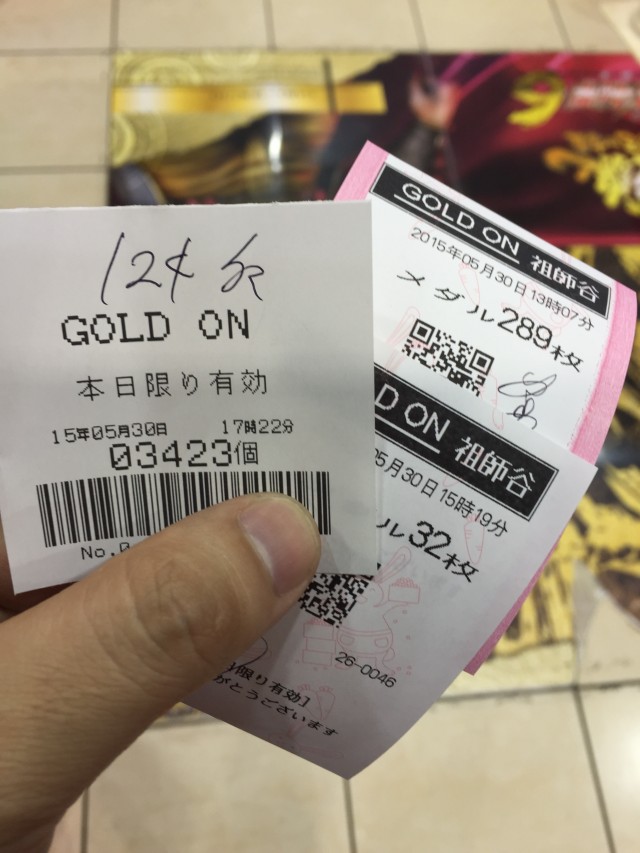 GOLD ON
本日限り有効
15年05月30日 17時22分
03423個
No.0
GOLD ON 祖師谷
2015年05月30日13時07分
メダル289枚
D ON 祖師谷
05月30日15時19分
ル32枚
26-0046
限り有効]
がとうございます